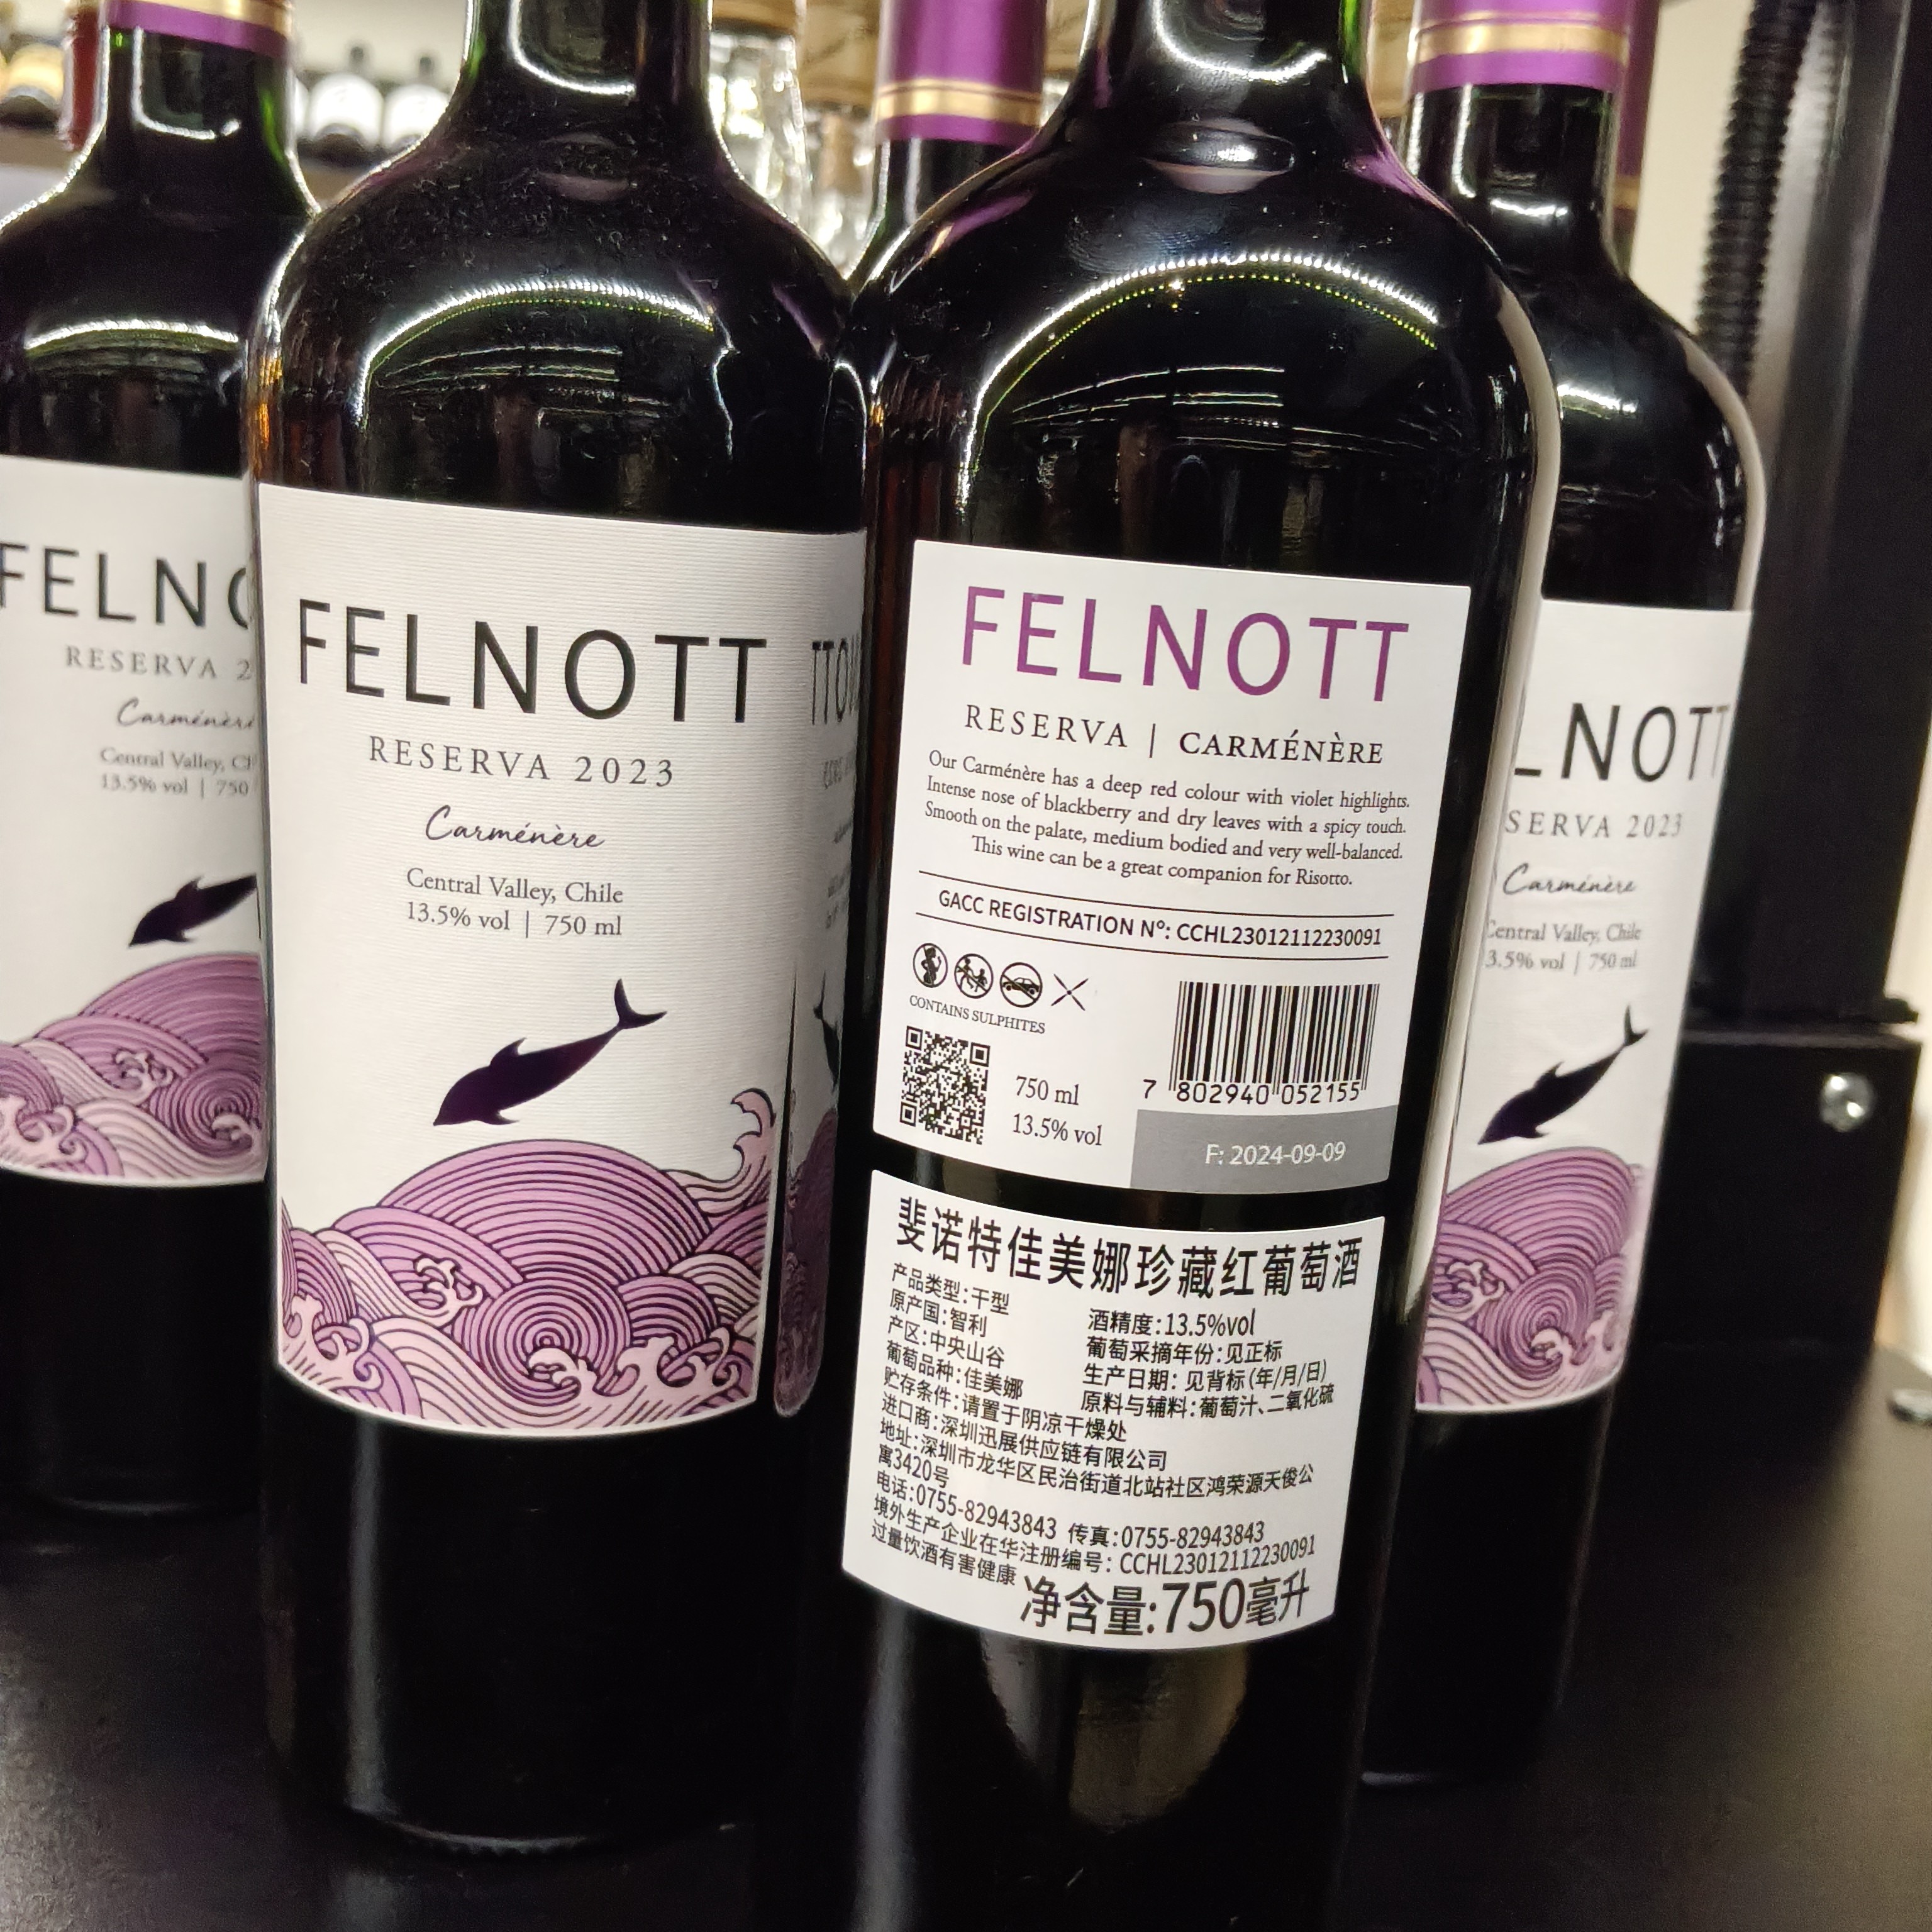 FELNO
RESERVA 2
Carménère
Central Valley,
13.5% vol | 750
FELNOTT
RESERVA 2023
Carménère
Central Valley, Chile
13.5% vol | 750 ml
FELNOTT
RESERVA | CARMÉNÈRE
Our Carménère has a deep red colour with violet highlights.
Intense nose of blackberry and dry leaves with a spicy touch.
Smooth on the palate, medium bodied and very well-balanced.
This wine can be a great companion for Risotto.
GACC REGISTRATION Nº: CCHL23012112230091
CONTAINS SULPHITES
750 ml
13.5% vol
7 802940 052155
F: 2024-09-09
斐诺特佳美娜珍藏红葡萄酒
产品类型:干型
原产国:智利 酒精度:13.5%vol
产区:中央山谷 葡萄采摘年份:见正标
葡萄品种:佳美娜 生产日期: 见背标(年/月/日)
贮存条件:请置于阴凉干燥处 原料与辅料:葡萄汁、二氧化硫
进口商:深圳迅展供应链有限公司
地址:深圳市龙华区民治街道北站社区鸿荣源天俊公
寓3420号
电话:0755-82943843 传真:0755-82943843
境外生产企业在华注册编号: CCHL23012112230091
过量饮酒有害健康
净含量:750毫升
LNOTT
SERVA 2023
Carménère
Central Valley, Chile
3.5% vol | 750 ml